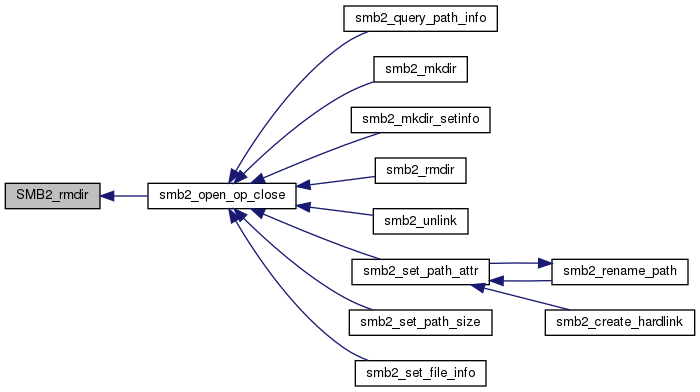 smb2_query_path_info
smb2_mkdir
smb2_mkdir_setinfo
smb2_rmdir
SMB2_rmdir
smb2_open_op_close
smb2_unlink
smb2_set_path_attr
smb2_rename_path
smb2_set_path_size
smb2_create_hardlink
smb2_set_file_info